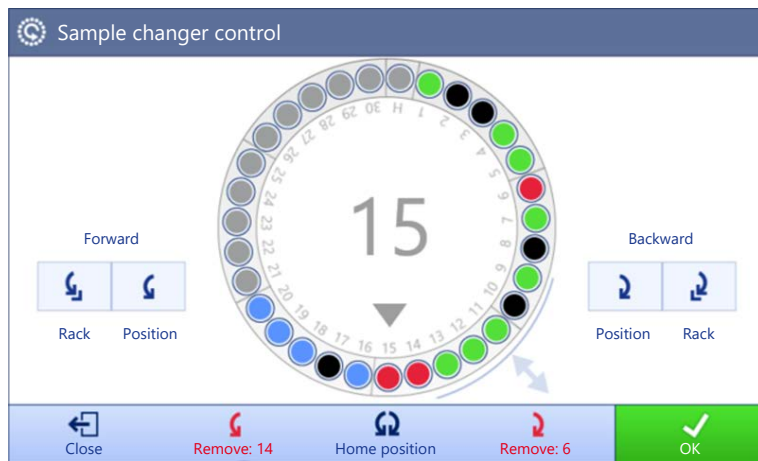 Sample changer control
H 1 2 3 4 5 6 7 8 9 10 11 12 13 14 15 16 17 18 19 20 21 22 23 24 25 26 27 28 29 30
15
Forward
Rack Position
Backward
Position Rack
Close
Remove: 14
Home position
Remove: 6
OK